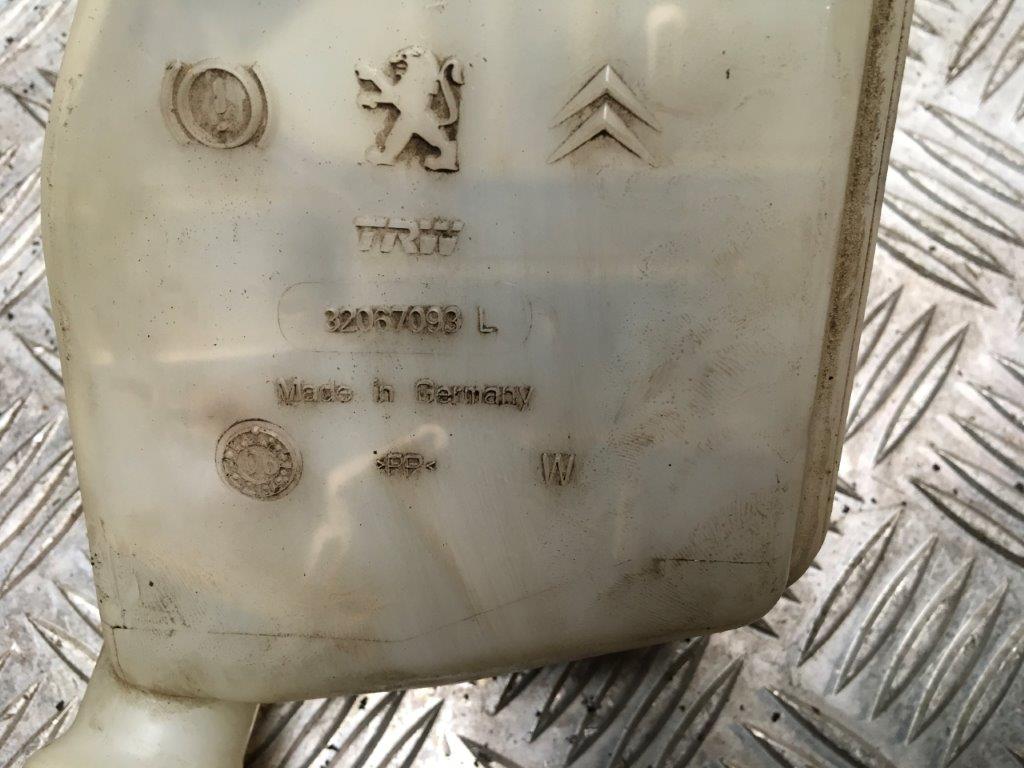 TRW
32067093 L
Made in Germany
>PP< W